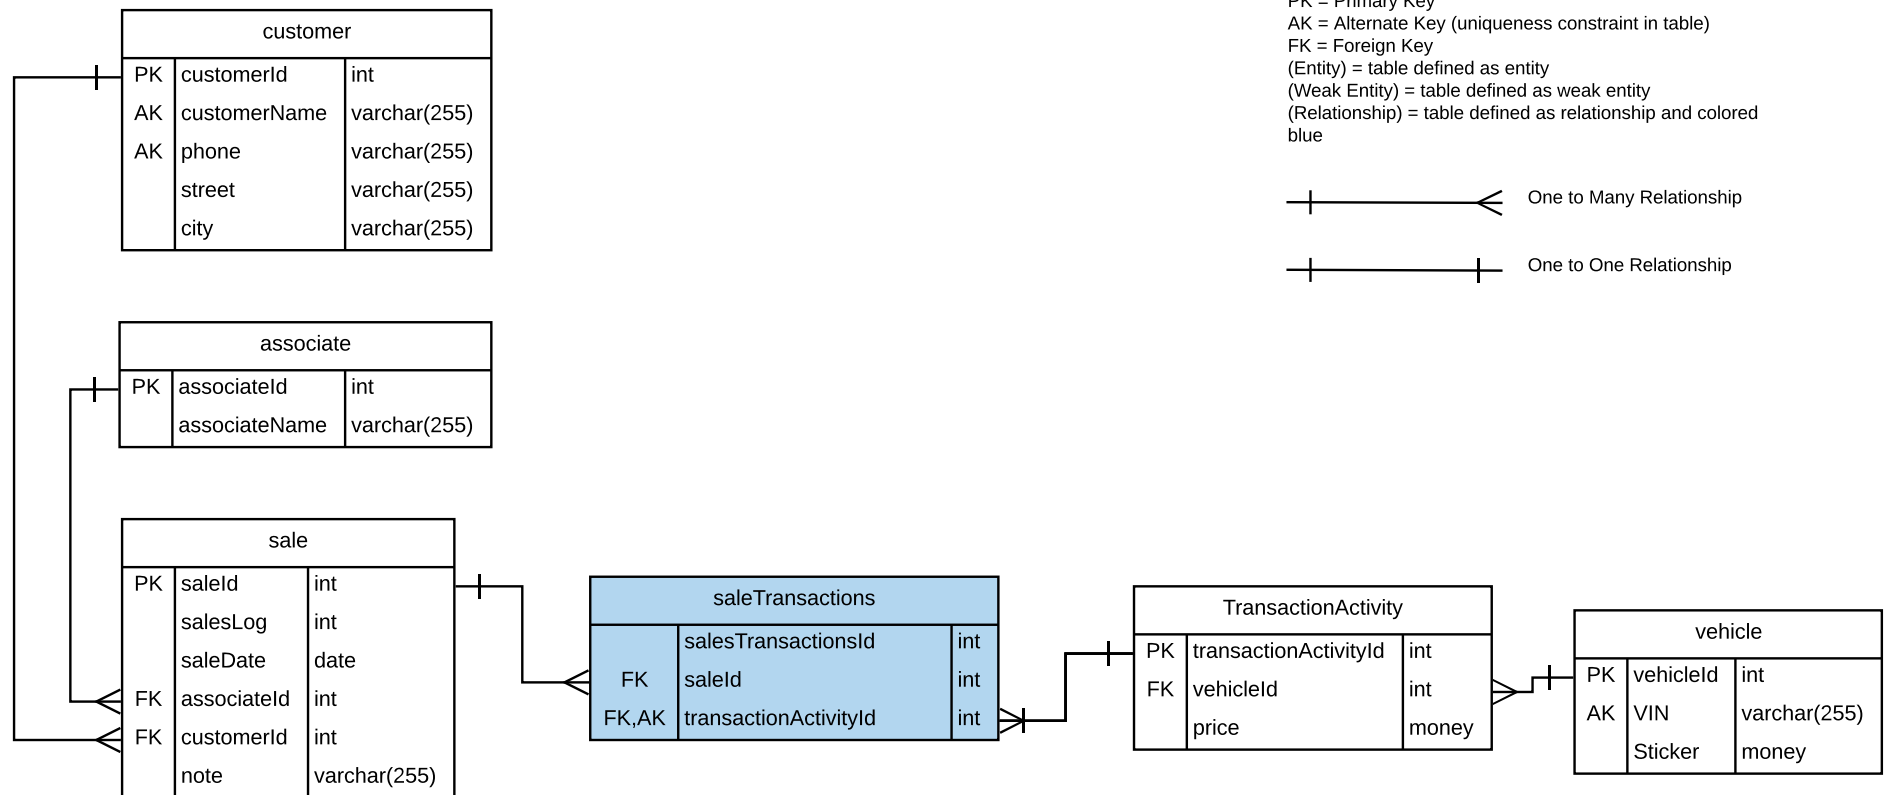 PK = Primary Key
AK = Alternate Key (uniqueness constraint in table)
FK = Foreign Key
(Entity) = table defined as entity
(Weak Entity) = table defined as weak entity
(Relationship) = table defined as relationship and colored
blue
One to Many Relationship
One to One Relationship
customer
PK customerId int
AK customerName varchar(255)
AK phone varchar(255)
street varchar(255)
city varchar(255)
associate
PK associateId int
associateName varchar(255)
sale
PK saleId int
salesLog int
saleDate date
FK associateId int
FK customerId int
note varchar(255)
saleTransactions
salesTransactionsId int
FK saleId int
FK,AK transactionActivityId int
TransactionActivity
PK transactionActivityId int
FK vehicleId int
price money
vehicle
PK vehicleId int
AK VIN varchar(255)
Sticker money